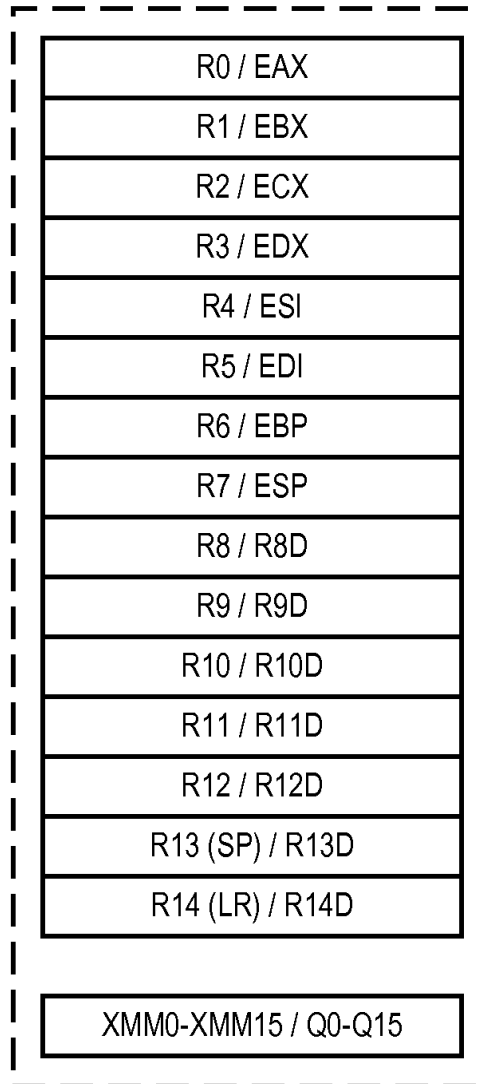 R0 / EAX
R1 / EBX
R2 / ECX
R3 / EDX
R4 / ESI
R5 / EDI
R6 / EBP
R7 / ESP
R8 / R8D
R9 / R9D
R10 / R10D
R11 / R11D
R12 / R12D
R13 (SP) / R13D
R14 (LR) / R14D
XMM0-XMM15 / Q0-Q15